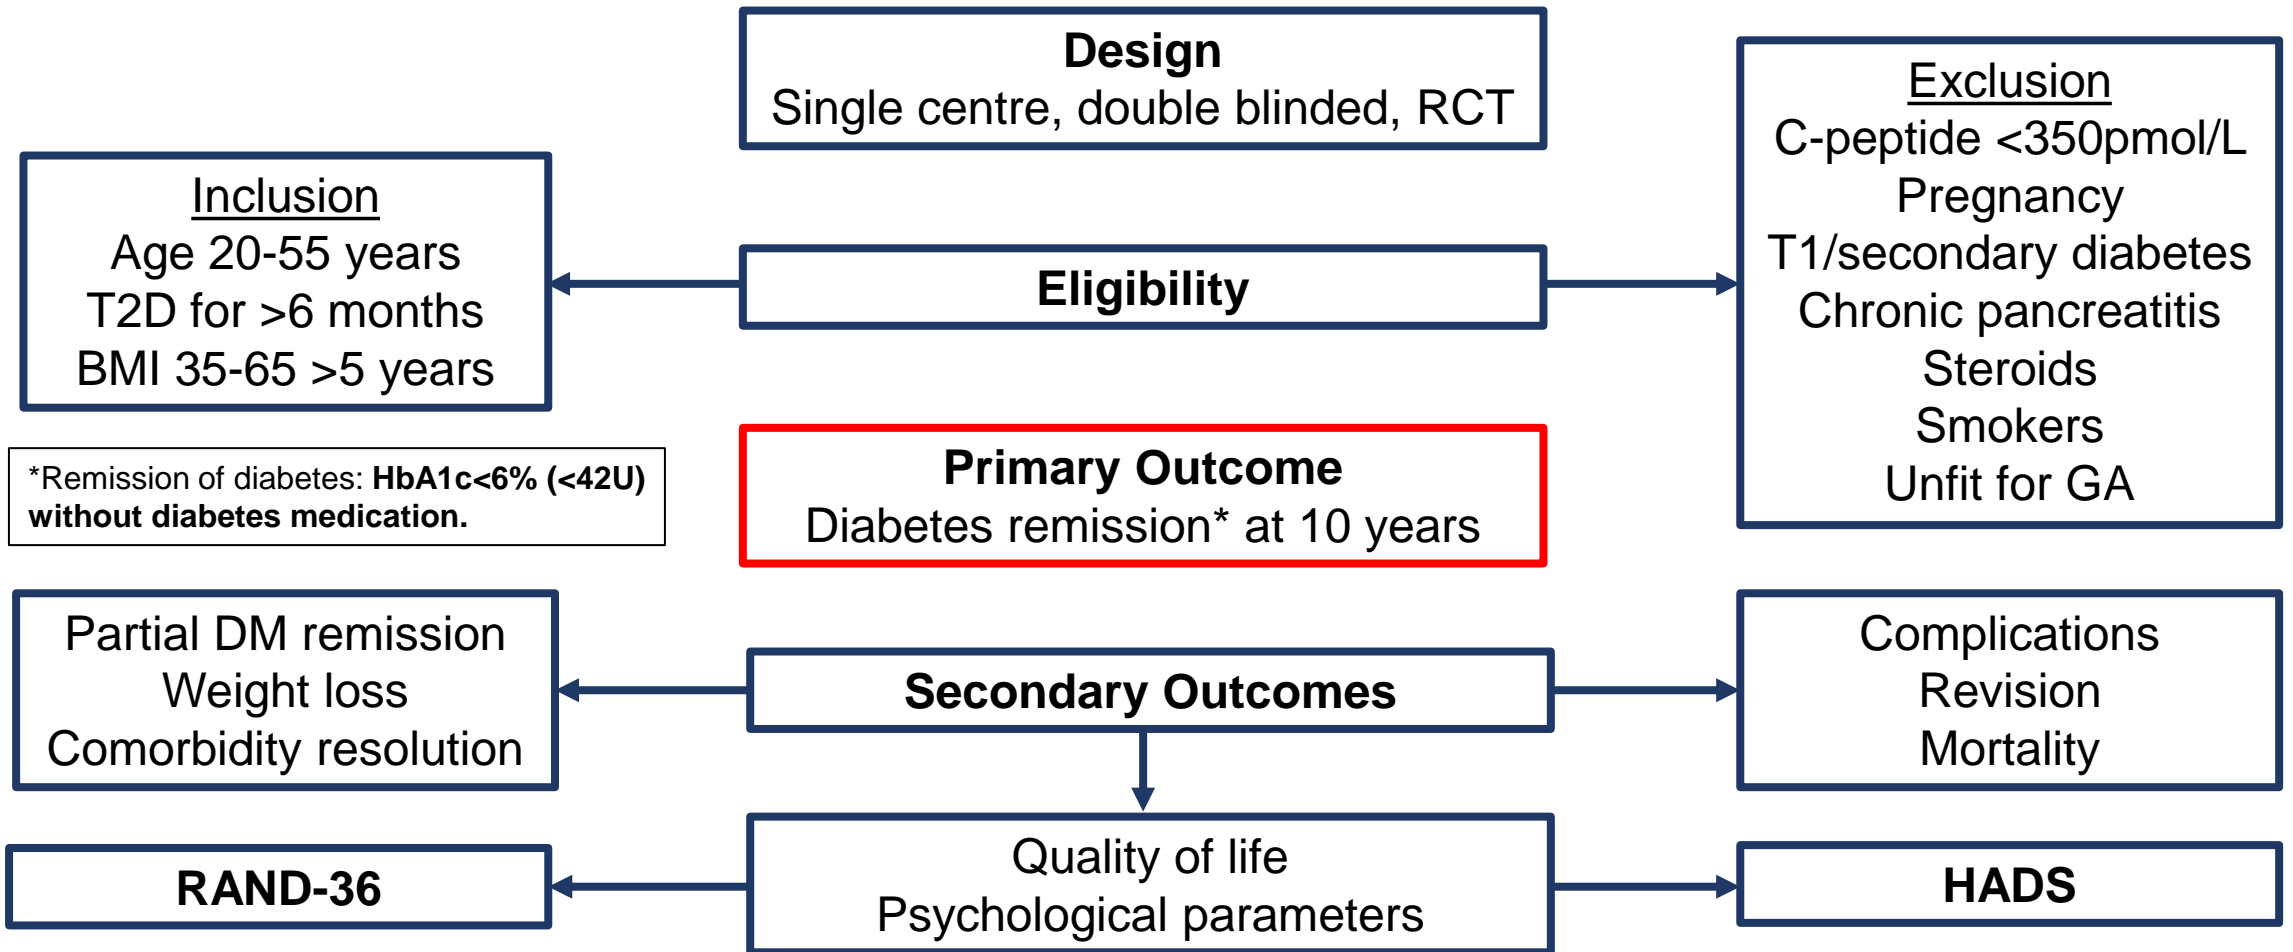 Design
Single centre, double blinded, RCT
Inclusion
Age 20-55 years
T2D for >6 months
BMI 35-65 >5 years
Eligibility
Exclusion
C-peptide <350pmol/L
Pregnancy
T1/secondary diabetes
Chronic pancreatitis
Steroids
Smokers
Unfit for GA
*Remission of diabetes: HbA1c<6% (<42U)
without diabetes medication.
Primary Outcome
Diabetes remission* at 10 years
Partial DM remission
Weight loss
Comorbidity resolution
Secondary Outcomes
Complications
Revision
Mortality
RAND-36
Quality of life
Psychological parameters
HADS